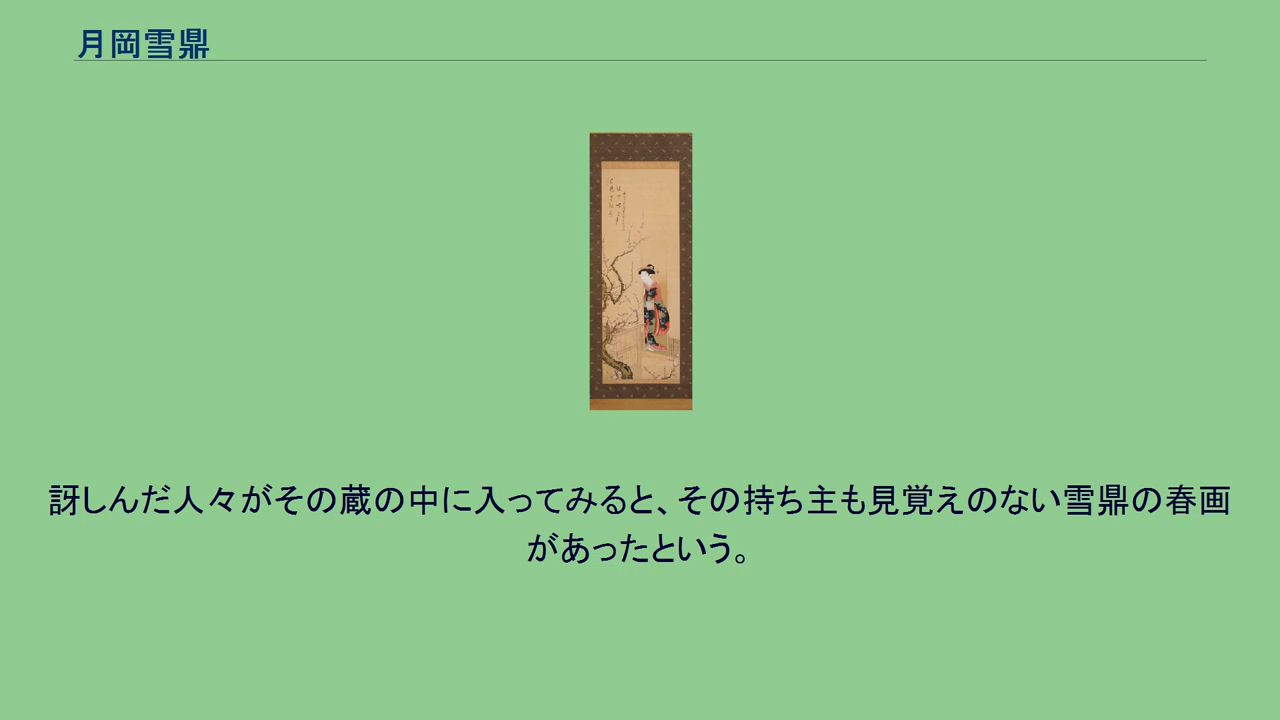 月岡雪鼎
訝しんだ人々がその蔵の中に入ってみると、その持ち主も見覚えのない雪鼎の春画
があったという。